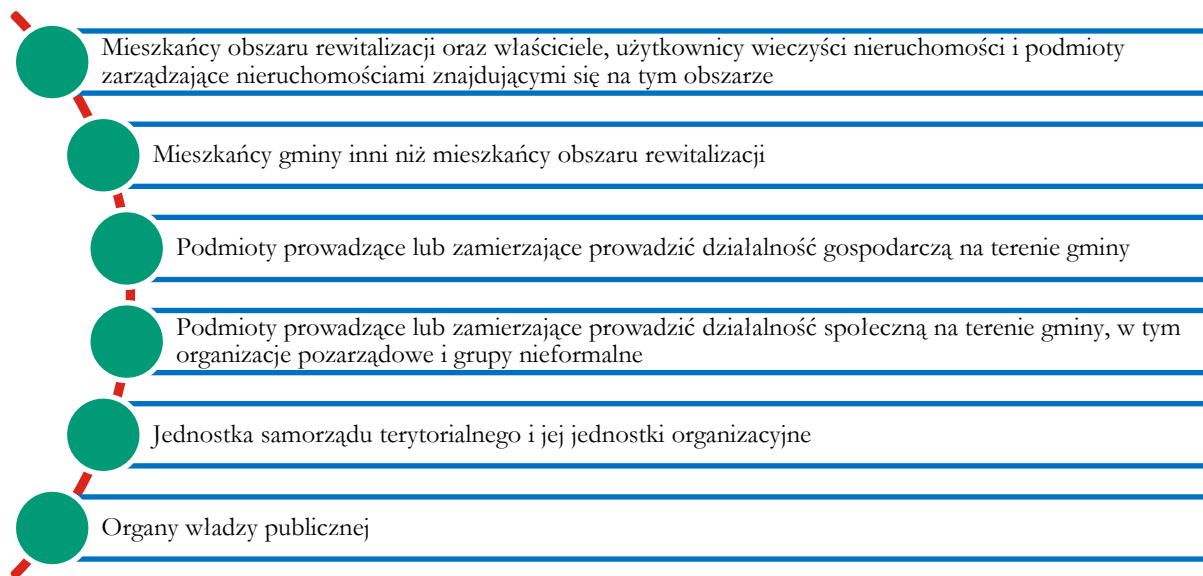 Mieszkańcy obszaru rewitalizacji oraz właściciele, użytkownicy wieczyści nieruchomości i podmioty
zarządzające nieruchomościami znajdującymi się na tym obszarze
Mieszkańcy gminy inni niż mieszkańcy obszaru rewitalizacji
Podmioty prowadzące lub zamierzające prowadzić działalność gospodarczą na terenie gminy
Podmioty prowadzące lub zamierzające prowadzić działalność społeczną na terenie gminy, w tym
organizacje pozarządowe i grupy nieformalne
Jednostka samorządu terytorialnego i jej jednostki organizacyjne
Organy władzy publicznej